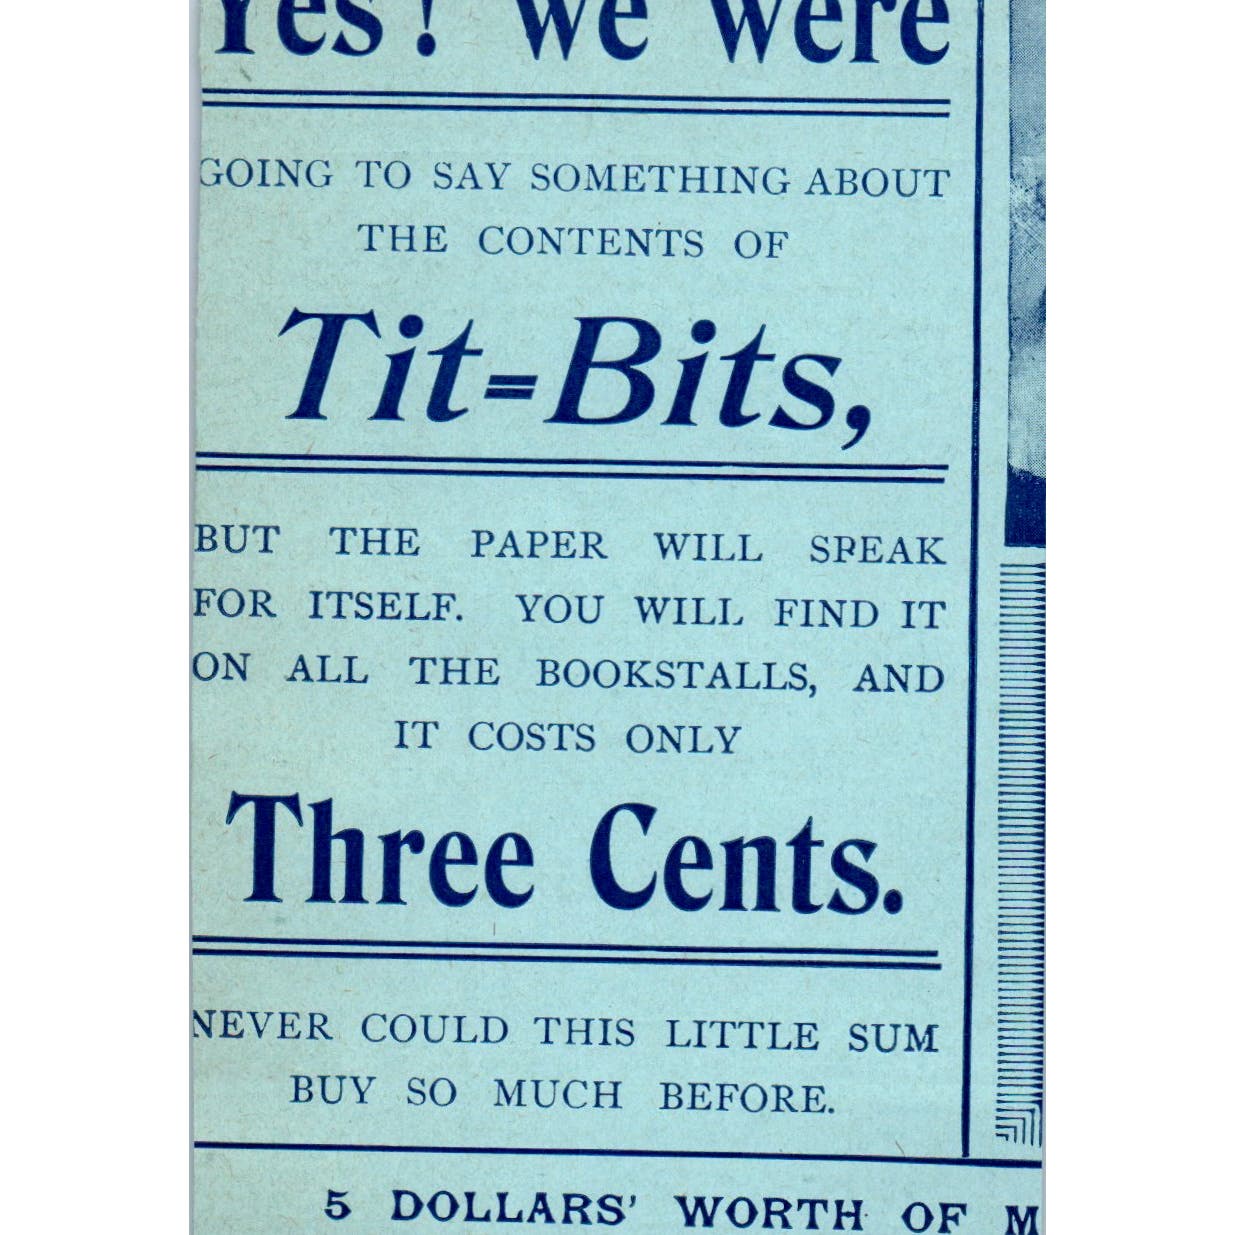 Yes! We were
GOING TO SAY SOMETHING ABOUT
THE CONTENTS OF
Tit=Bits,
BUT THE PAPER WILL SPEAK
FOR ITSELF. YOU WILL FIND IT
ON ALL THE BOOKSTALLS, AND
IT COSTS ONLY
Three Cents.
NEVER COULD THIS LITTLE SUM
BUY SO MUCH BEFORE.
5 DOLLARS' WORTH OF M